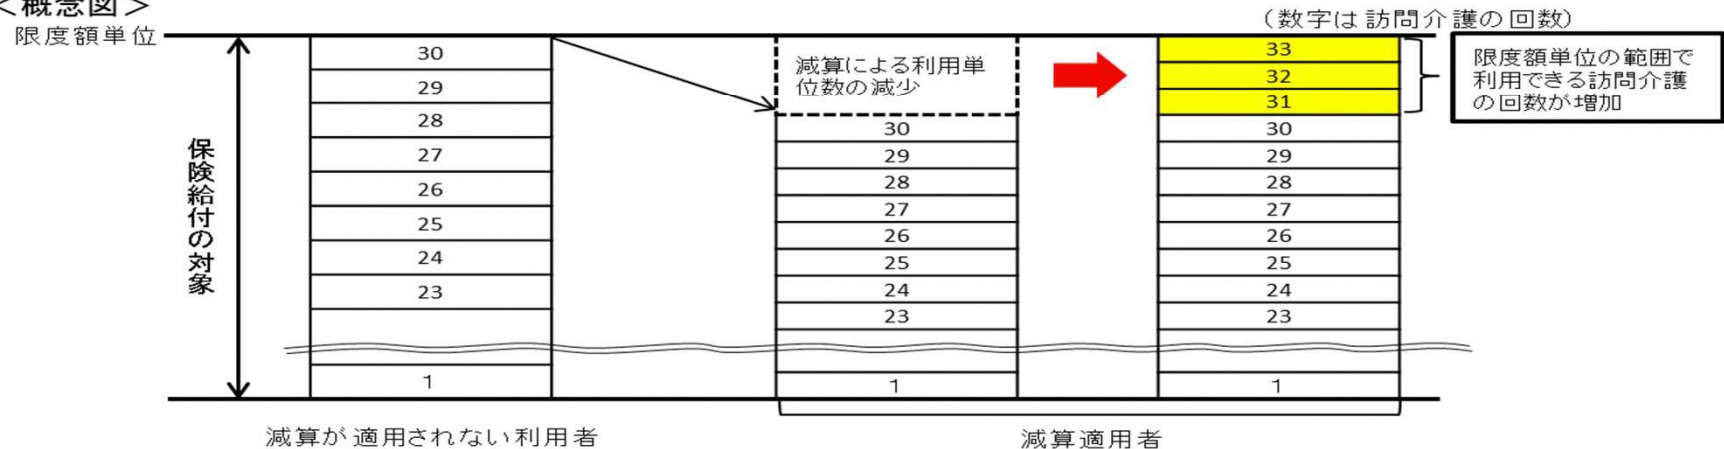 <概念図>
(数字は訪問介護の回数)
限度額単位
保険給付の対象
30
29
28
27
26
25
24
23
1
減算による利用単
位数の減少
30
29
28
27
26
25
24
23
1
33
32
31
30
29
28
27
26
25
24
23
1
限度額単位の範囲で
利用できる訪問介護
の回数が増加
減算が適用されない利用者
減算適用者